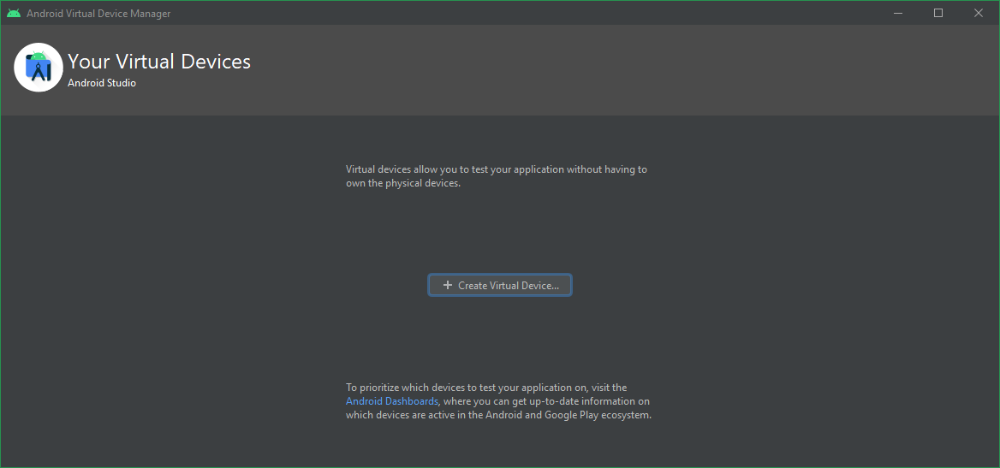 Android Virtual Device Manager
Your Virtual Devices
Android Studio
Virtual devices allow you to test your application without having to
own the physical devices.
Create Virtual Device...
To prioritize which devices to test your application on, visit the
Android Dashboards, where you can get up-to-date information on
which devices are active in the Android and Google Play ecosystem.